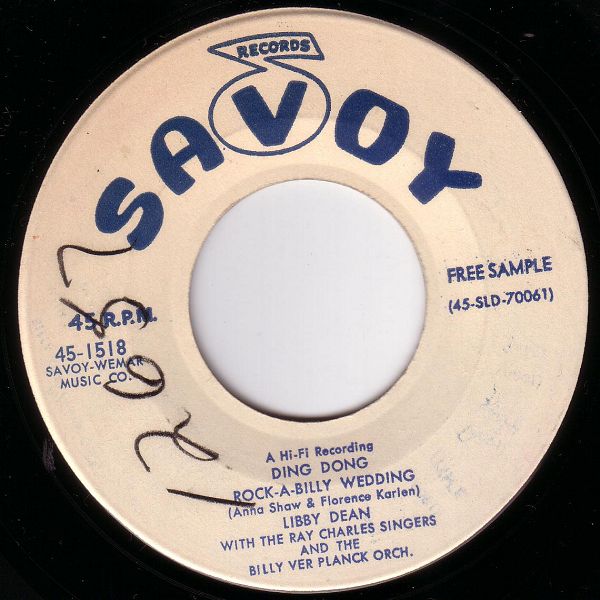 RECORDS
SAVOY
FREE SAMPLE
(45-SLD-70061)
45 R.P.M.
45-1518
SAVOY-WEMAR
MUSIC CO.
A Hi-Fi Recording
DING DONG
ROCK-A-BILLY WEDDING
(Anna Shaw & Florence Karlen)
LIBBY DEAN
WITH THE RAY CHARLES SINGERS
AND THE
BILLY VER PLANCK ORCH.